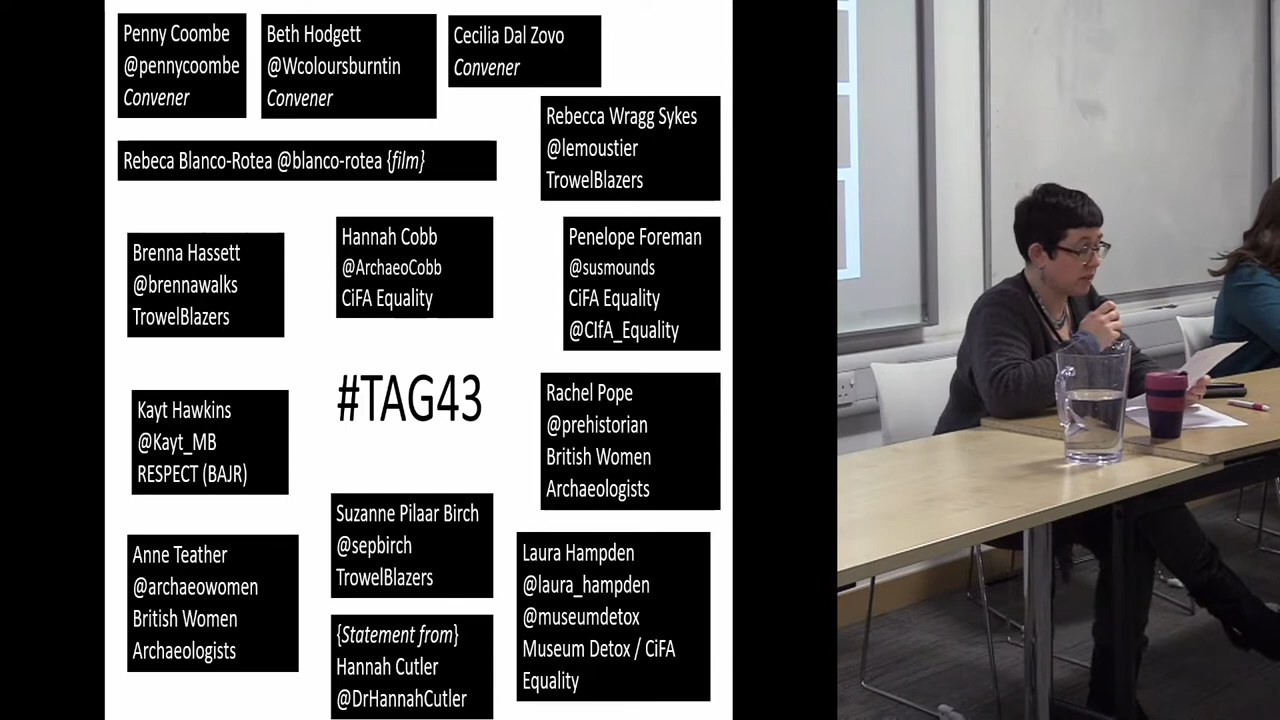 Penny Coombe
@pennycoombe
Convener
Beth Hodgett
@Wcoloursburntin
Convener
Cecilia Dal Zovo
Convener
Rebecca Wragg Sykes
@lemoustier
TrowelBlazers
Rebeca Blanco-Rotea @blanco-rotea {film}
Brenna Hassett
@brennawalks
TrowelBlazers
Hannah Cobb
@ArchaeoCobb
CiFA Equality
Penelope Foreman
@susmounds
CiFA Equality
@CIfA_Equality
Kayt Hawkins
@Kayt_MB
RESPECT (BAJR)
#TAG43
Rachel Pope
@prehistorian
British Women
Archaeologists
Anne Teather
@archaeowomen
British Women
Archaeologists
Suzanne Pilaar Birch
@sepbirch
TrowelBlazers
{Statement from}
Hannah Cutler
@DrHannahCutler
Laura Hampden
@laura_hampden
@museumdetox
Museum Detox / CiFA
Equality